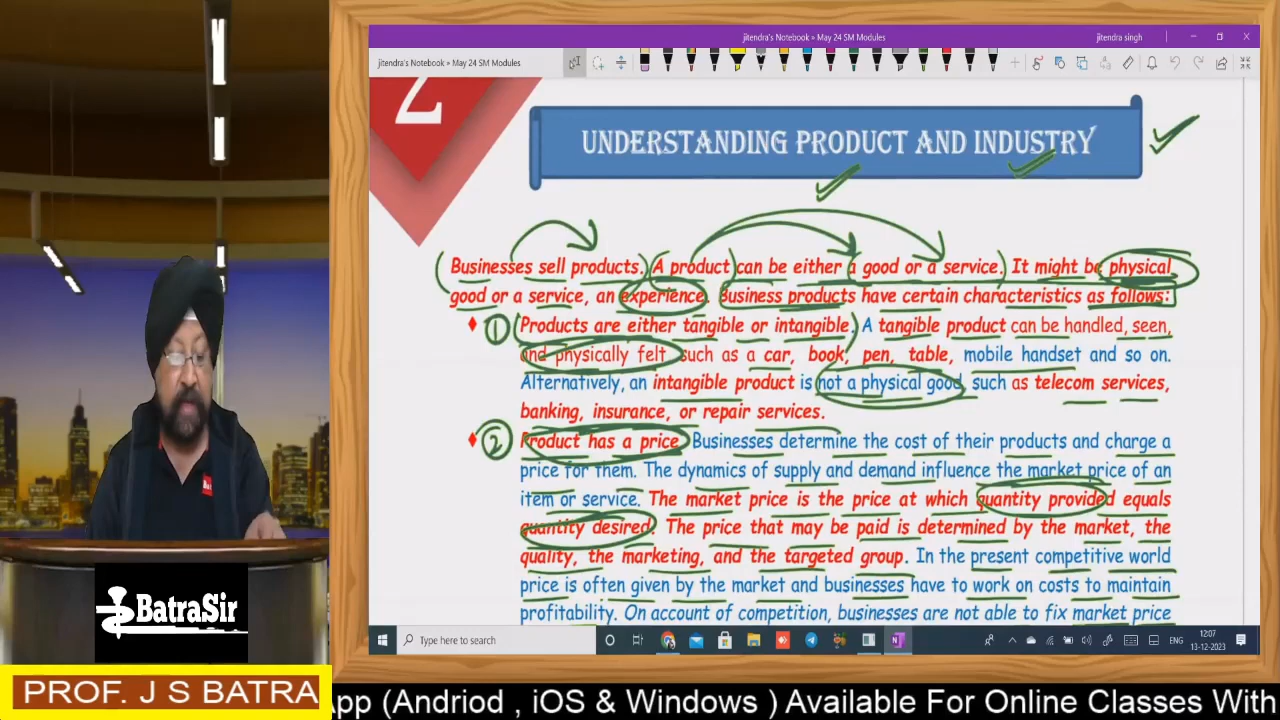 jitendra's Notebook » May 24 SM Modules
jitendra singh
jitendra's Notebook » May 24 SM Modules
2
UNDERSTANDING PRODUCT AND INDUSTRY
Businesses sell products. A product can be either a good or a service. It might be physical
good or a service, an experience. Business products have certain characteristics as follows:
1 Products are either tangible or intangible. A tangible product can be handled, seen,
and physically felt such as a car, book, pen, table, mobile handset and so on.
Alternatively, an intangible product is not a physical good, such as telecom services,
banking, insurance, or repair services.
2 Product has a price Businesses determine the cost of their products and charge a
price for them. The dynamics of supply and demand influence the market price of an
item or service. The market price is the price at which quantity provided equals
quantity desired. The price that may be paid is determined by the market, the
quality, the marketing, and the targeted group. In the present competitive world
price is often given by the market and businesses have to work on costs to maintain
profitability. On account of competition, businesses are not able to fix market price
Type here to search
ENG
12:07
13-12-2023
BatraSir
PROF. J S BATRA
App (Andriod , iOS & Windows ) Available For Online Classes With